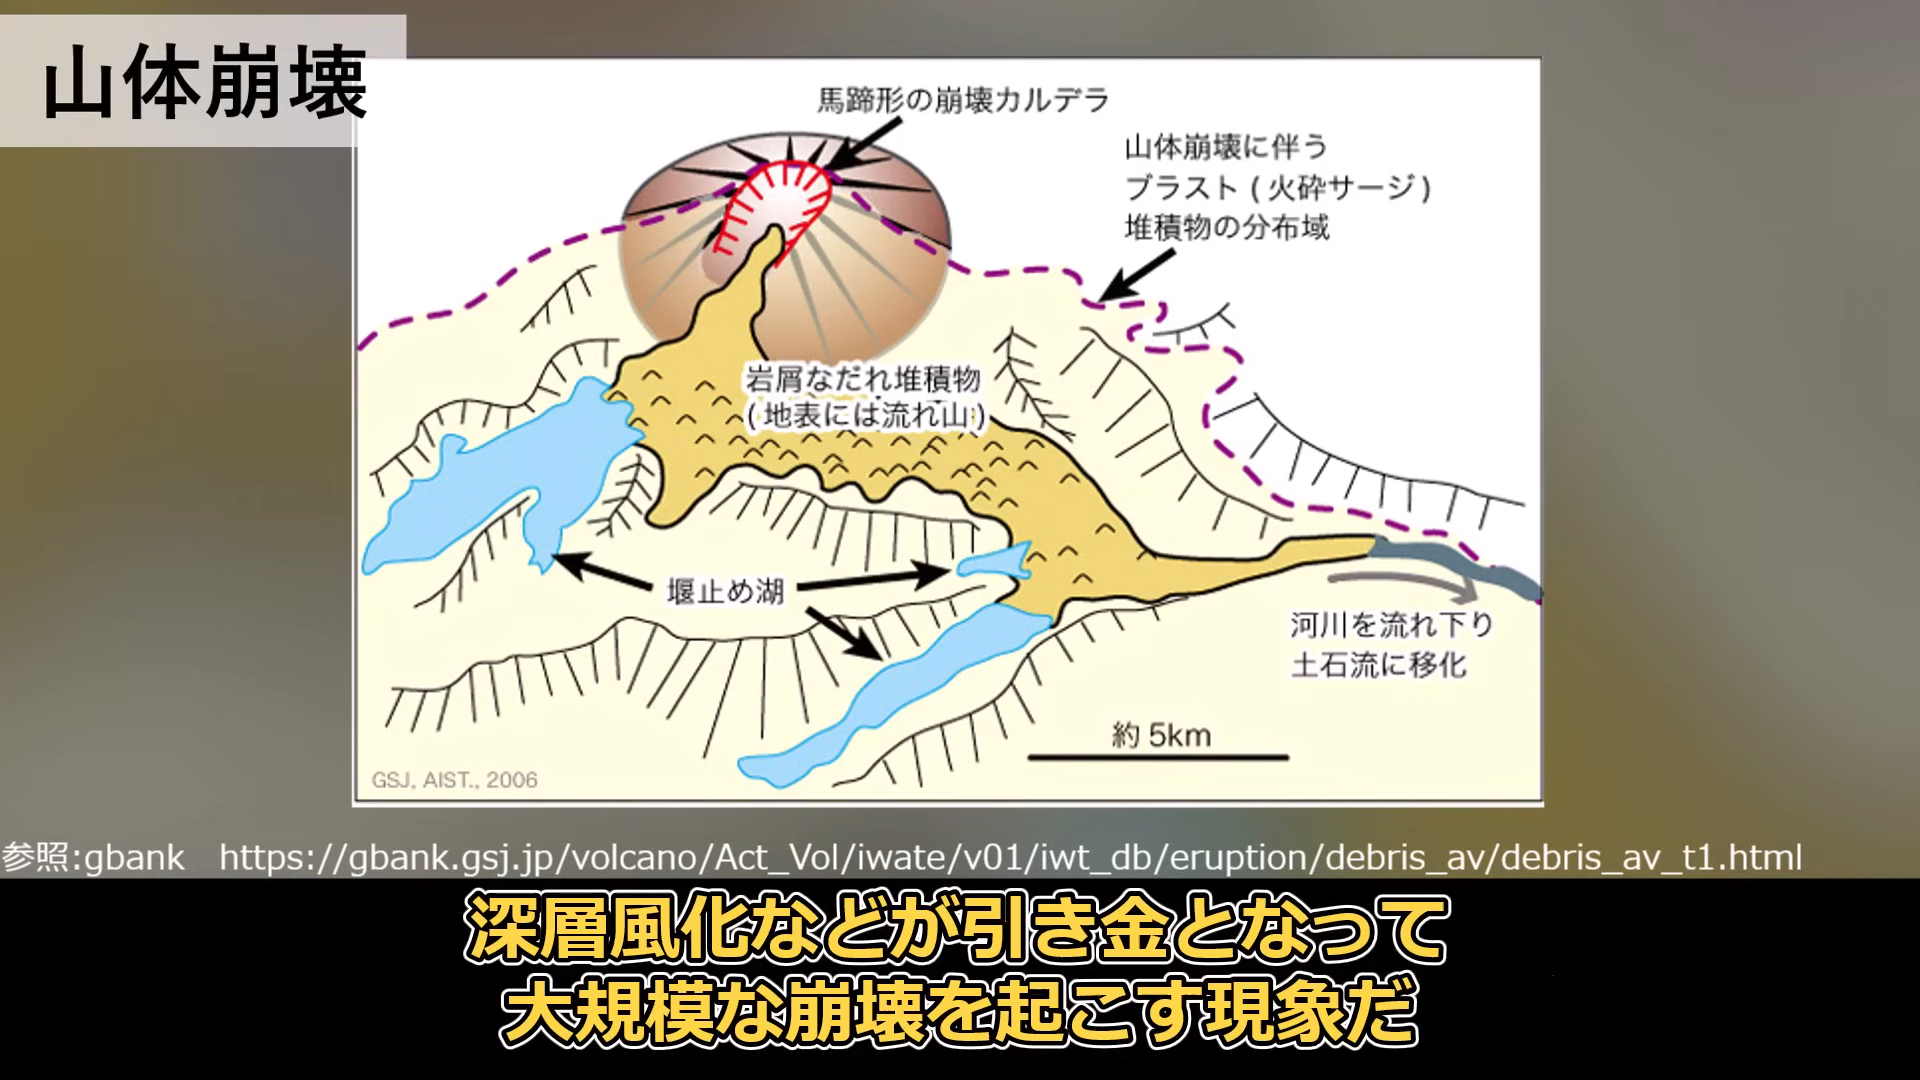 山体崩壊
馬蹄形の崩壊カルデラ
山体崩壊に伴う
ブラスト(火砕サージ)
堆積物の分布域
岩屑なだれ堆積物
(地表には流れ山)
堰止め湖
河川を流れ下り
土石流に移化
約 5km
GSJ, AIST., 2006
参照:gbank　https://gbank.gsj.jp/volcano/Act_Vol/iwate/v01/iwt_db/eruption/debris_av/debris_av_t1.html
深層風化などが引き金となって
大規模な崩壊を起こす現象だ